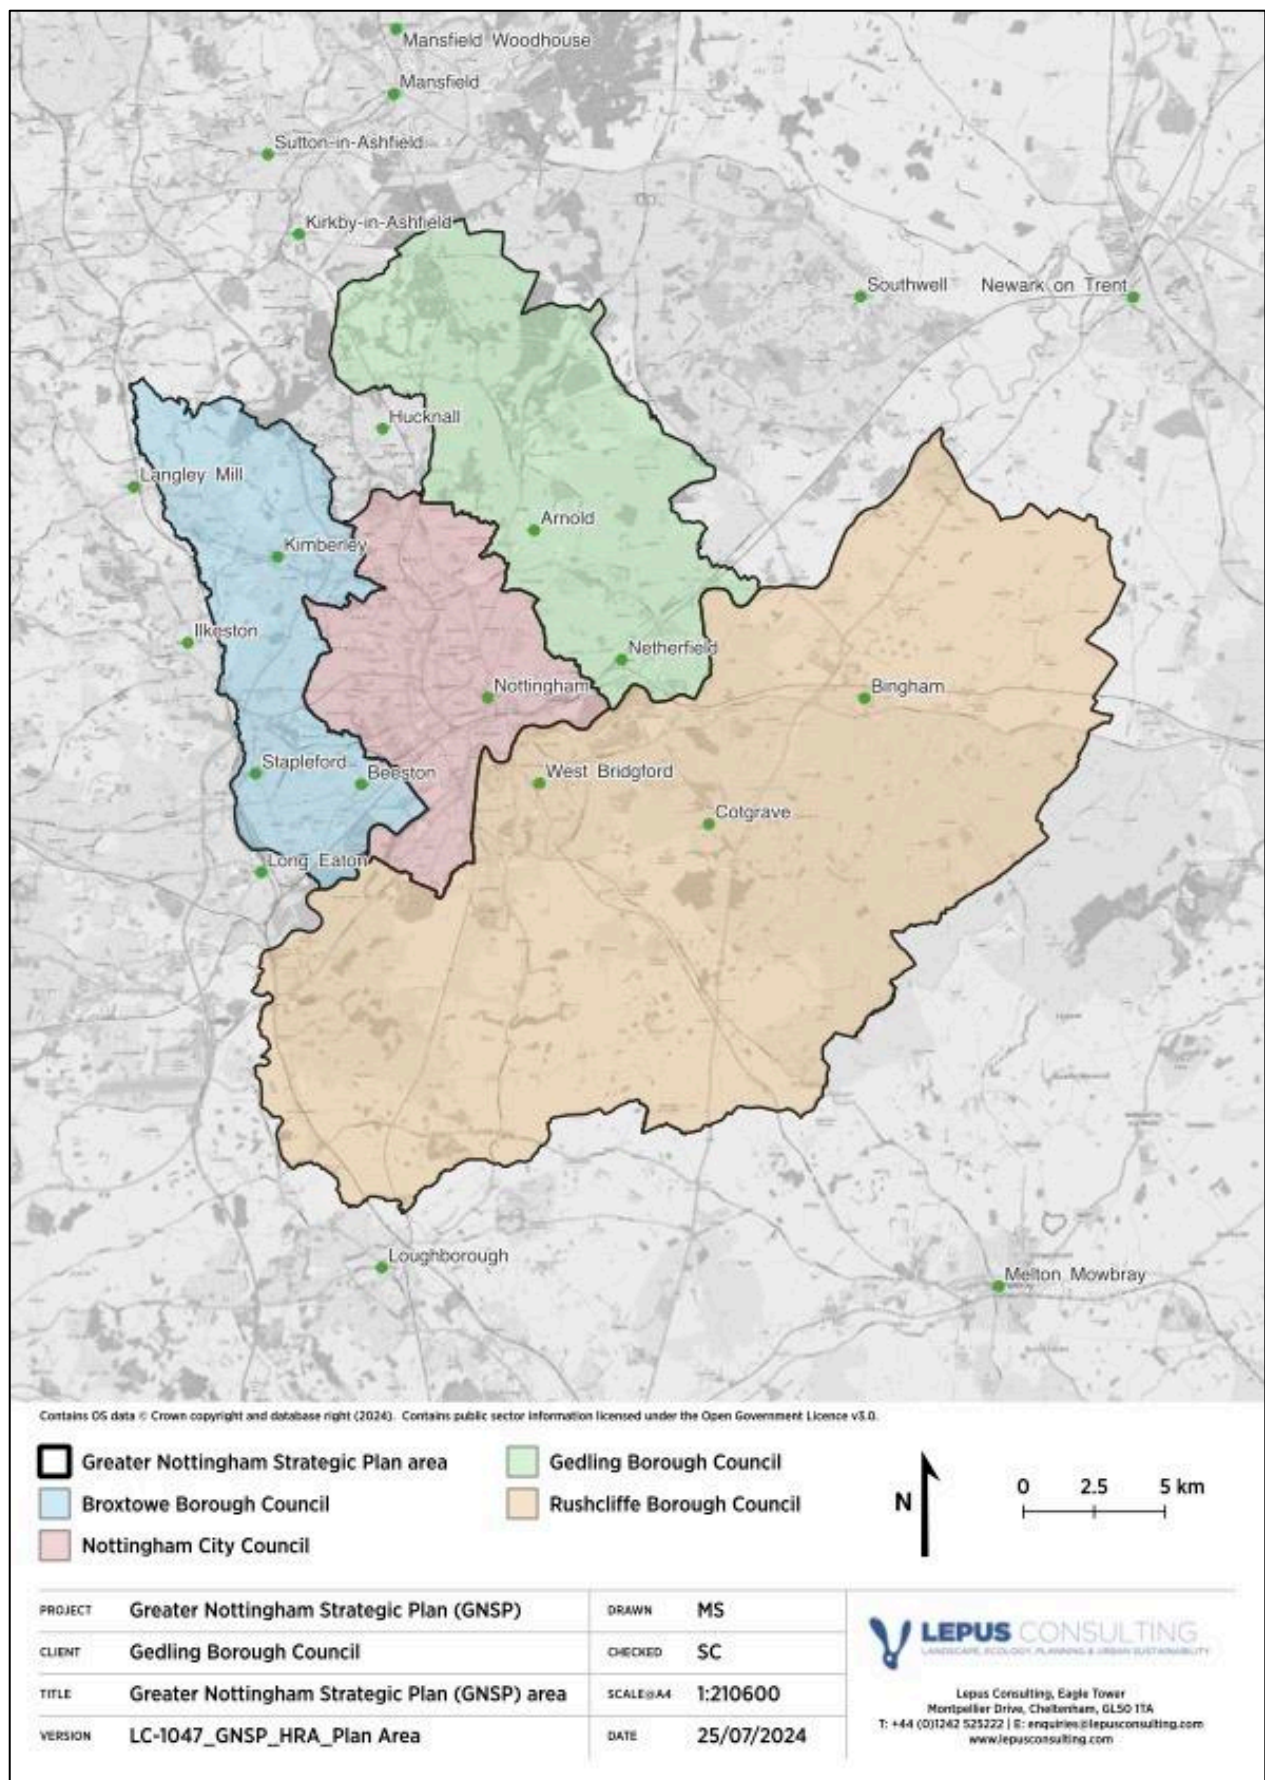 Mansfield Woodhouse
Mansfield
Sutton-in-Ashfield
Kirkby-in-Ashfield
Southwell
Newark on Trent
Hucknall
Langley Mill
Arnold
Kimberley
Ilkeston
Netherfield
Nottingham
Bingham
Stapleford
Beeston
West Bridgford
Cotgrave
Long Eaton
Loughborough
Melton Mowbray
Contains OS data © Crown copyright and database right (2024). Contains public sector information licensed under the Open Government Licence v3.0.
Greater Nottingham Strategic Plan area
Gedling Borough Council
Broxtowe Borough Council
Rushcliffe Borough Council
Nottingham City Council
N
0 2.5 5 km
PROJECT Greater Nottingham Strategic Plan (GNSP)
DRAWN MS
CLIENT Gedling Borough Council
CHECKED SC
TITLE Greater Nottingham Strategic Plan (GNSP) area
SCALE@A4 1:210600
VERSION LC-1047_GNSP_HRA_Plan Area
DATE 25/07/2024
LEPUS CONSULTING
LANDSCAPE, ECOLOGY, PLANNING & URBAN SUSTAINABILITY
Lepus Consulting, Eagle Tower
Montpellier Drive, Cheltenham, GL50 1TA
T: +44 (0)1242 525222 | E: enquiries@lepusconsulting.com
www.lepusconsulting.com